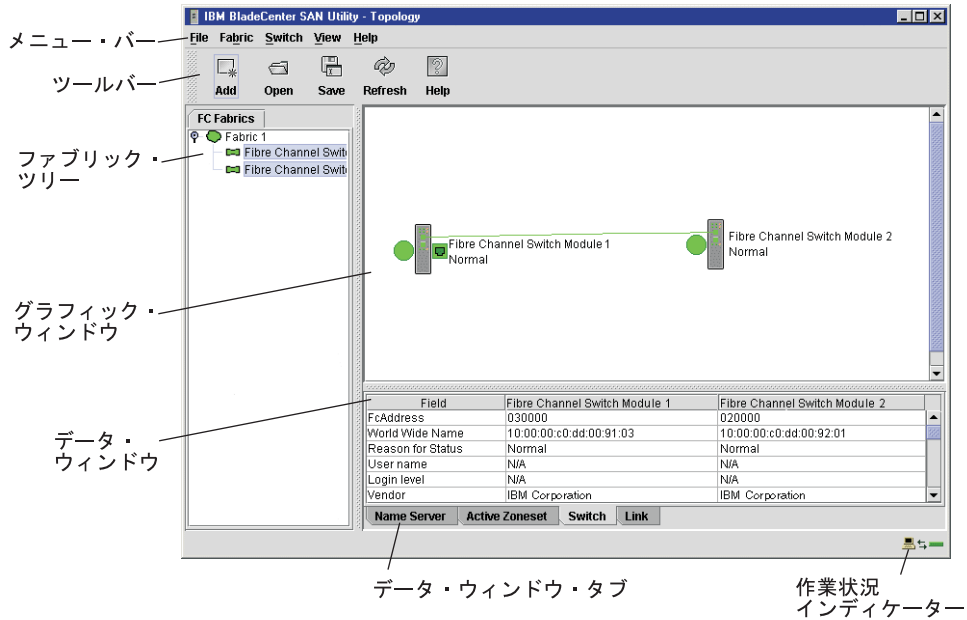 IBM BladeCenter SAN Utility - Topology
メニュー・バー
File Fabric Switch View Help
ツールバー
Add Open Save Refresh Help
FC Fabrics
Fabric 1
Fibre Channel Swit
Fibre Channel Swit
ファブリック・
ツリー
Fibre Channel Switch Module 1
Normal
Fibre Channel Switch Module 2
Normal
グラフィック・
ウィンドウ
Field Fibre Channel Switch Module 1 Fibre Channel Switch Module 2
FcAddress 030000 020000
World Wide Name 10:00:00:c0:dd:00:91:03 10:00:00:c0:dd:00:92:01
Reason for Status Normal Normal
User name N/A N/A
Login level N/A N/A
Vendor IBM Corporation IBM Corporation
データ・
ウィンドウ
Name Server Active Zoneset Switch Link
データ・ウィンドウ・タブ
作業状況
インディケーター